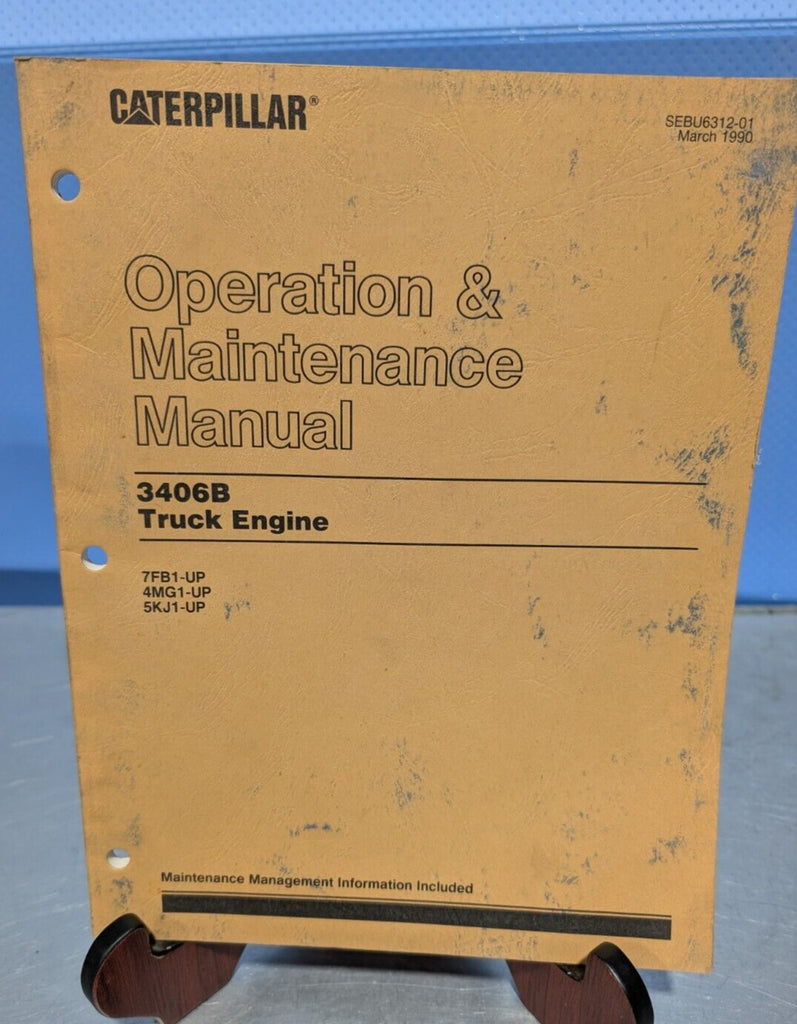 CATERPILLAR®
SEBU6312-01
March 1990
Operation &
Maintenance
Manual
3406B
Truck Engine
7FB1-UP
4MG1-UP
5KJ1-UP
Maintenance Management Information Included